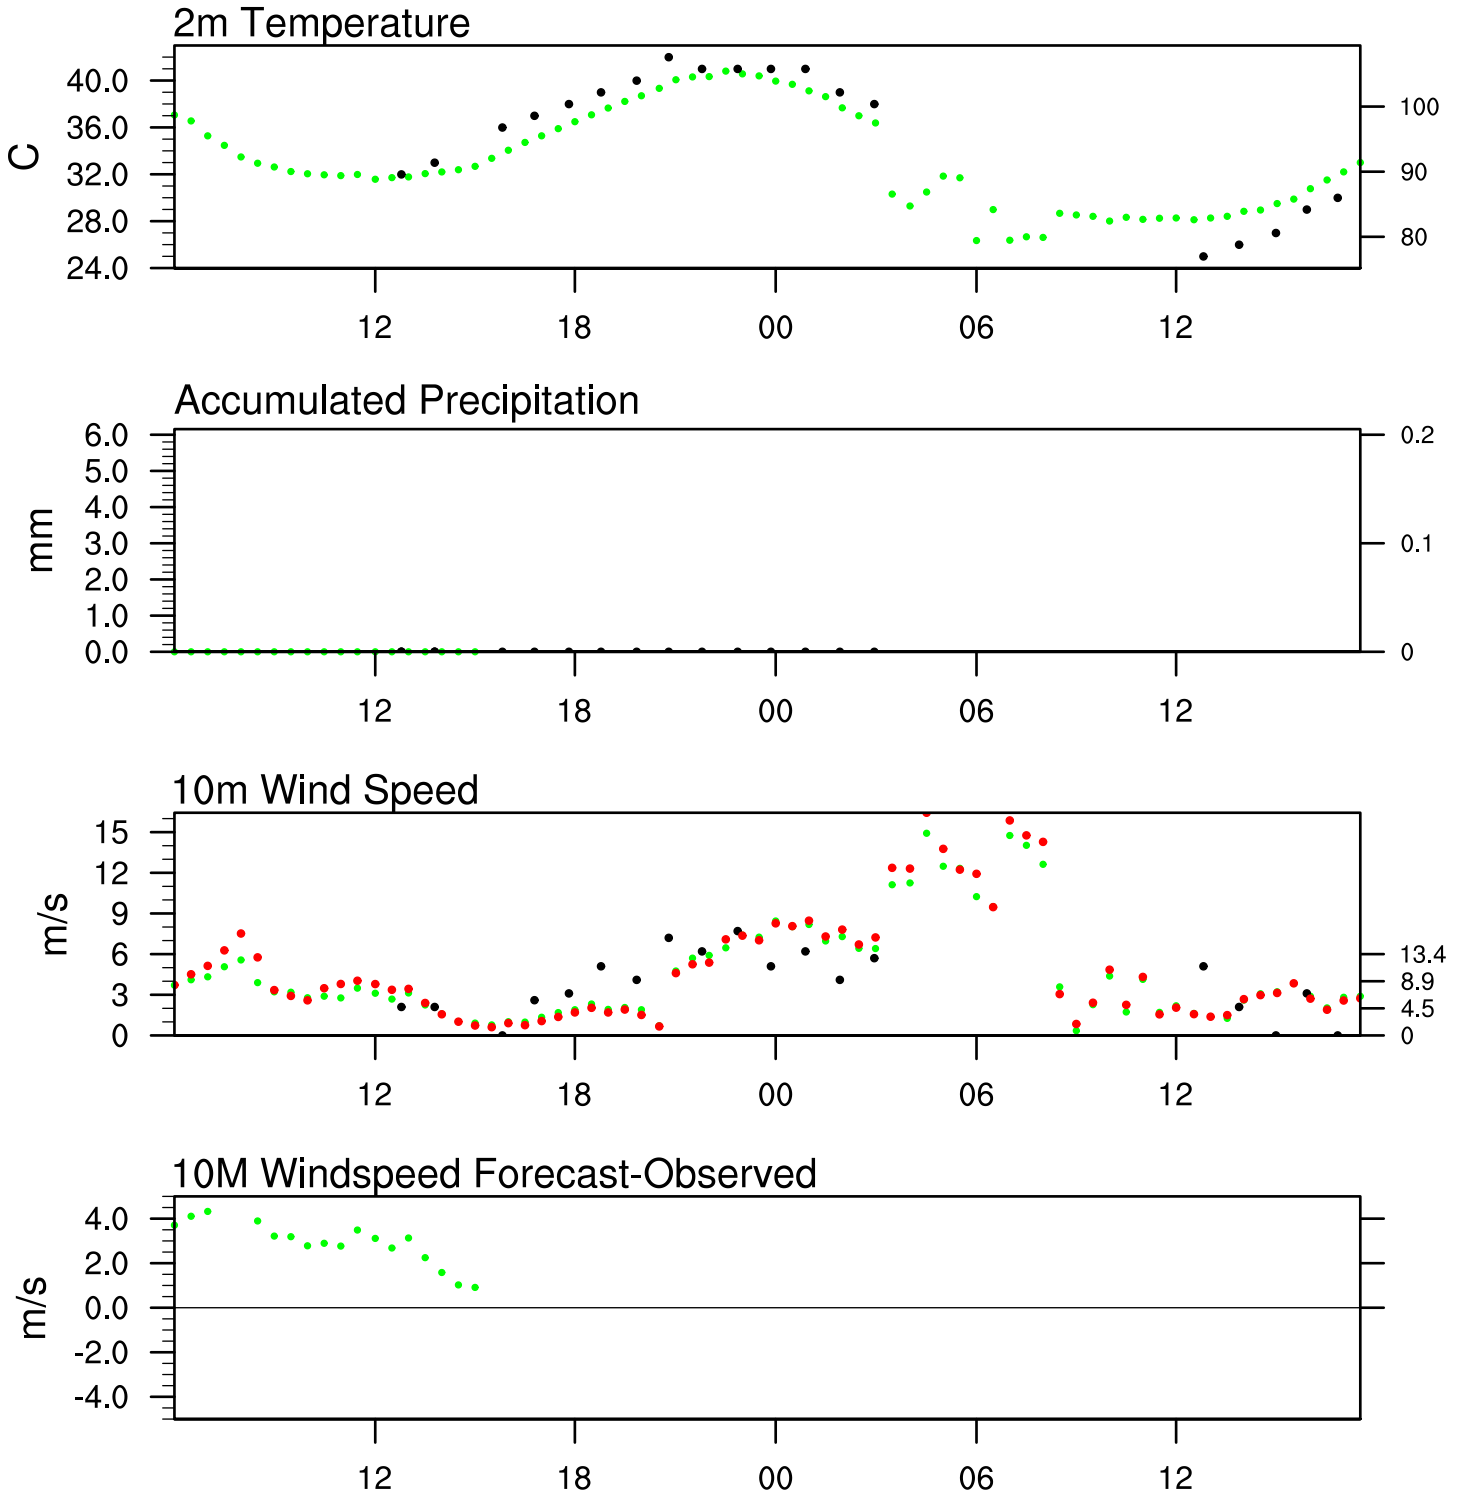 2m Temperature
C
40.0
36.0
32.0
28.0
24.0
100
90
80
12 18 00 06 12
Accumulated Precipitation
mm
6.0
5.0
4.0
3.0
2.0
1.0
0.0
0.2
0.1
0
12 18 00 06 12
10m Wind Speed
m/s
15
12
9
6
3
0
13.4
8.9
4.5
0
12 18 00 06 12
10M Windspeed Forecast-Observed
m/s
4.0
2.0
0.0
-2.0
-4.0
12 18 00 06 12